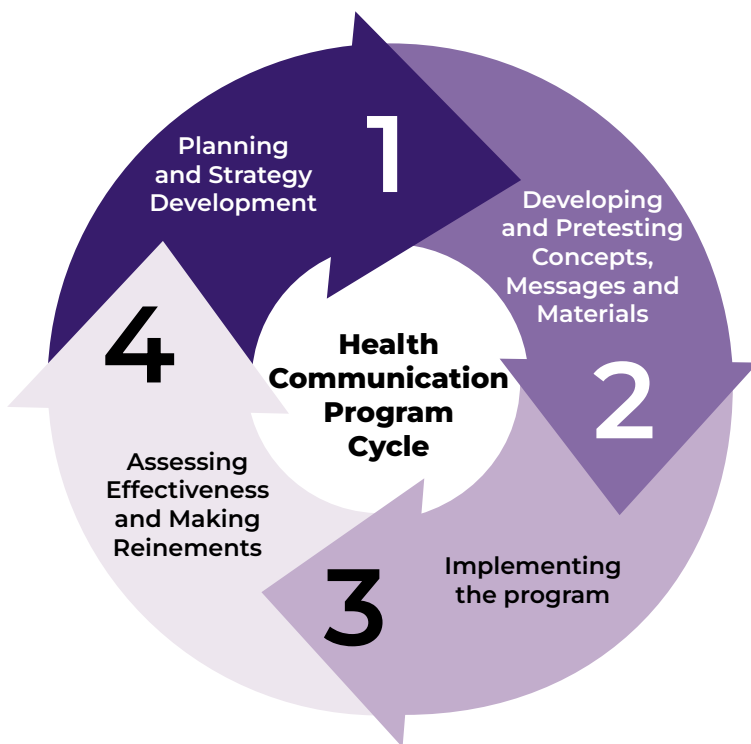 1
Planning
and Strategy
Development
Developing
and Pretesting
Concepts,
Messages and
Materials
2
Health
Communication
Program
Cycle
4
Assessing
Effectiveness
and Making
Reinements
3
Implementing
the program